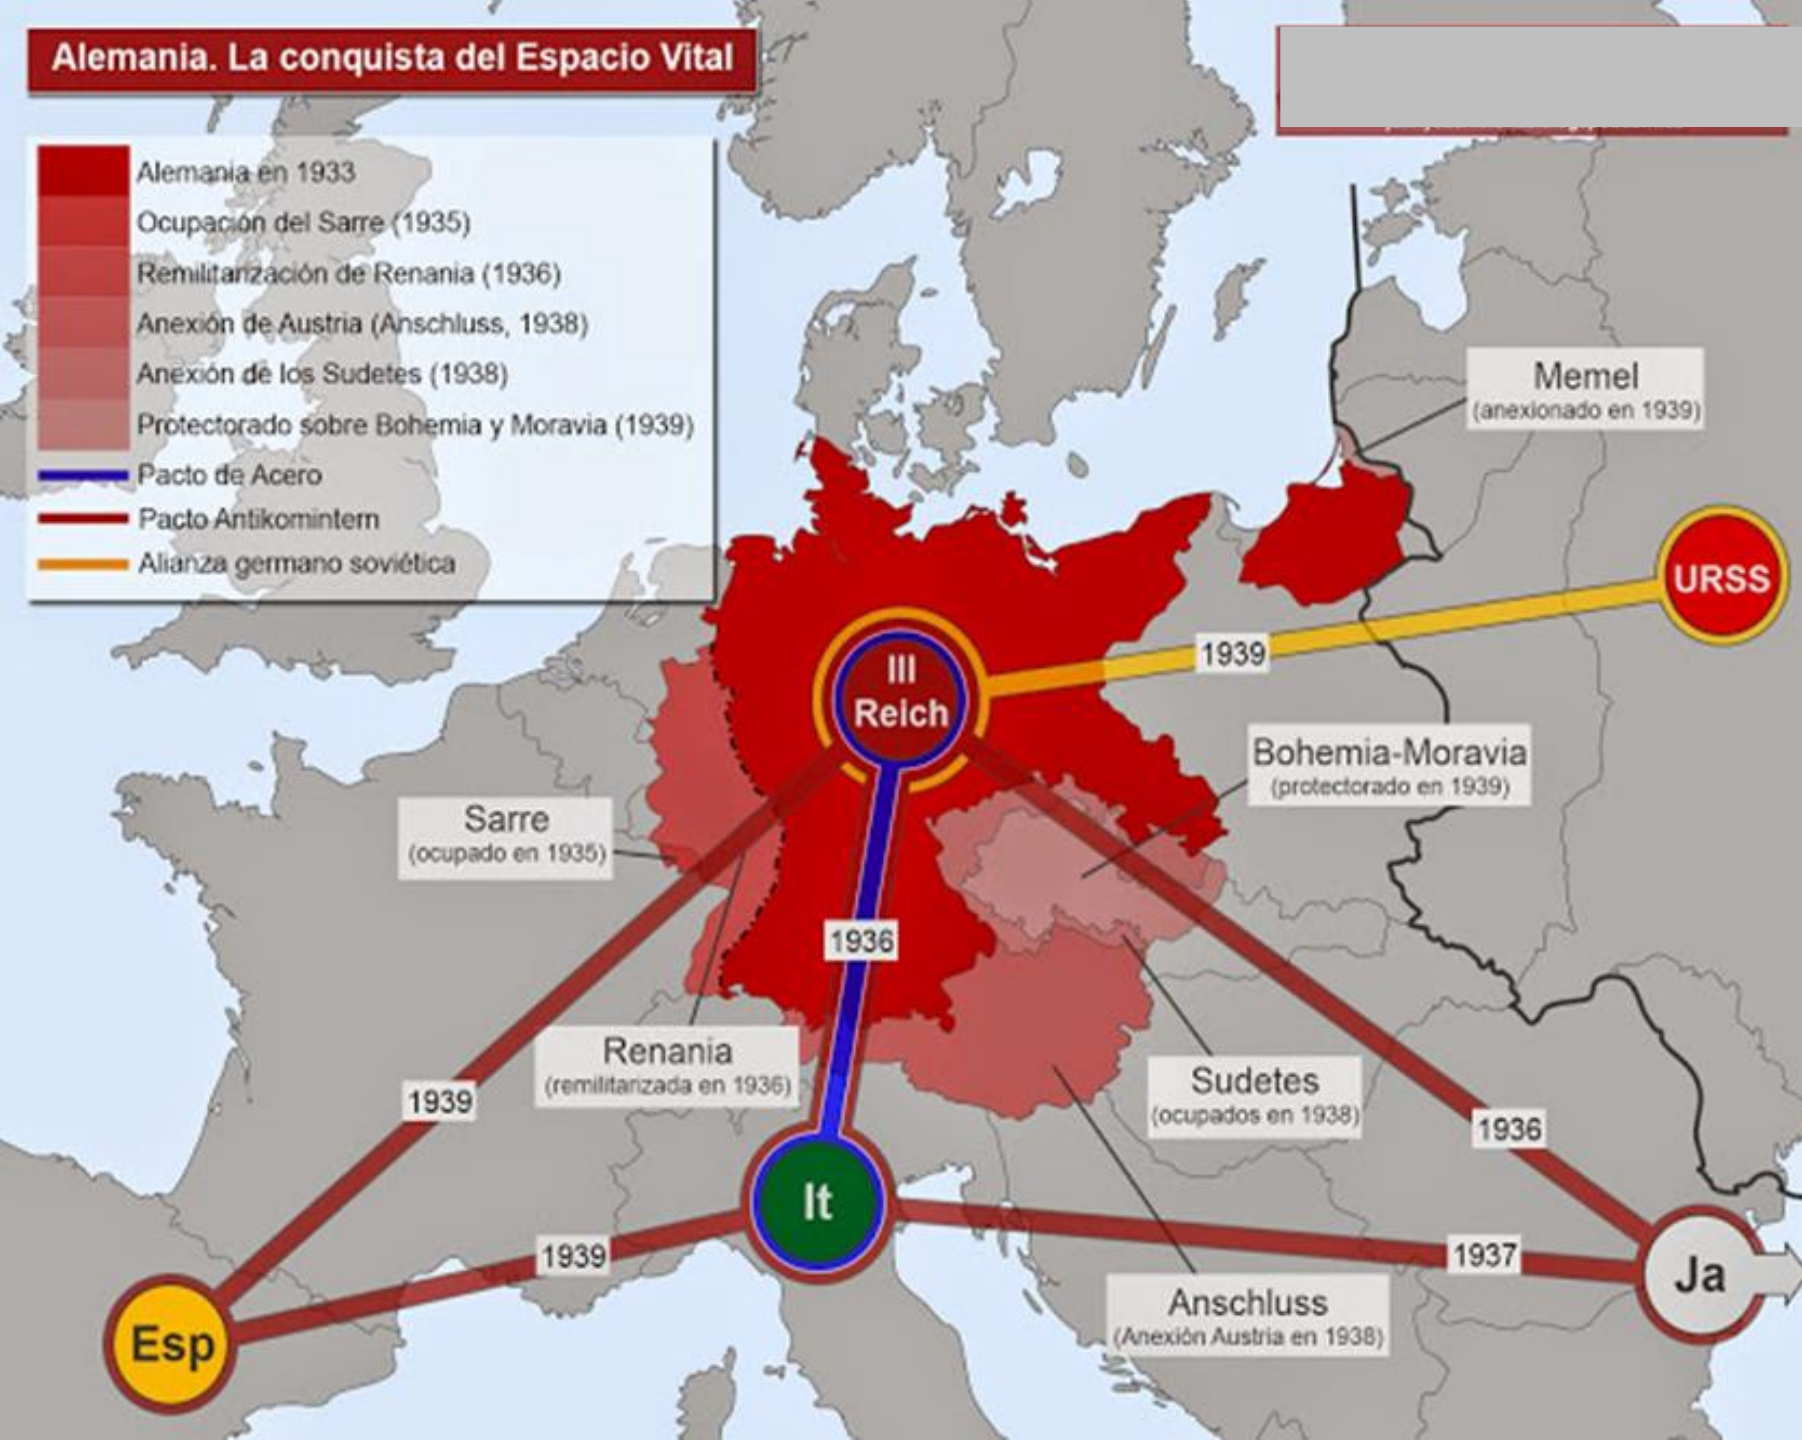 Alemania. La conquista del Espacio Vital
Alemania en 1933
Ocupación del Sarre (1935)
Remilitarización de Renania (1936)
Anexión de Austria (Anschluss, 1938)
Anexión de los Sudetes (1938)
Protectorado sobre Bohemia y Moravia (1939)
Pacto de Acero
Pacto Antikomintern
Alianza germano soviética
Memel
(anexionado en 1939)
URSS
1939
III
Reich
Bohemia-Moravia
(protectorado en 1939)
Sarre
(ocupado en 1935)
1936
Renania
(remilitarizada en 1936)
Sudetes
(ocupados en 1938)
1939
1936
It
1939
1937
Ja
Anschluss
(Anexión Austria en 1938)
Esp